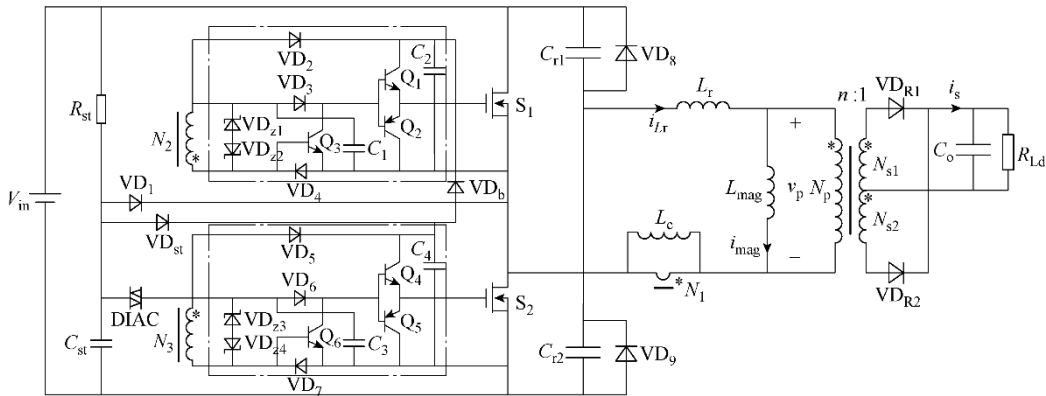 VD2
C2
VD3
Q1
Rst
N2
*
VDz1
VDz2
Q3
C1
Q2
S1
VD4
Vin
VD1
VDb
VDst
VD5
C4
Q4
VD6
DIAC
*
N3
VDz3
VDz4
Q6
C3
Q5
S2
Cst
VD7
Cr1
VD8
Lr
iLr
n:1
VDR1
is
+
*
*
Ns1
Co
RLd
Lmag
vp
Np
*
Ns2
Lc
imag
−
*N1
VDR2
Cr2
VD9